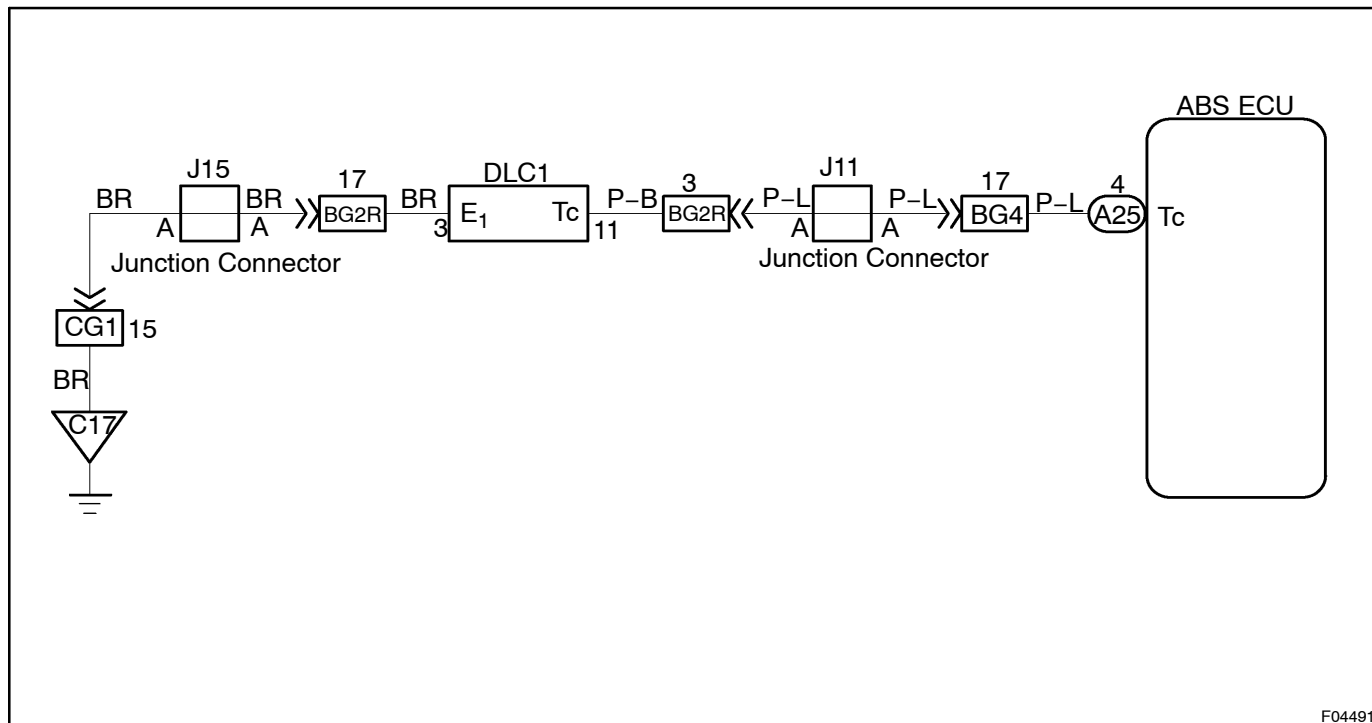 ABS ECU
J15
17
DLC1
3
J11
17
4
BR
BR
BR
P–B
P–L
P–L
P–L
BG2R
E1
Tc
BG2R
BG4
A25
Tc
A
A
3
11
A
A
Junction Connector
Junction Connector
CG1
15
BR
C17
F04491